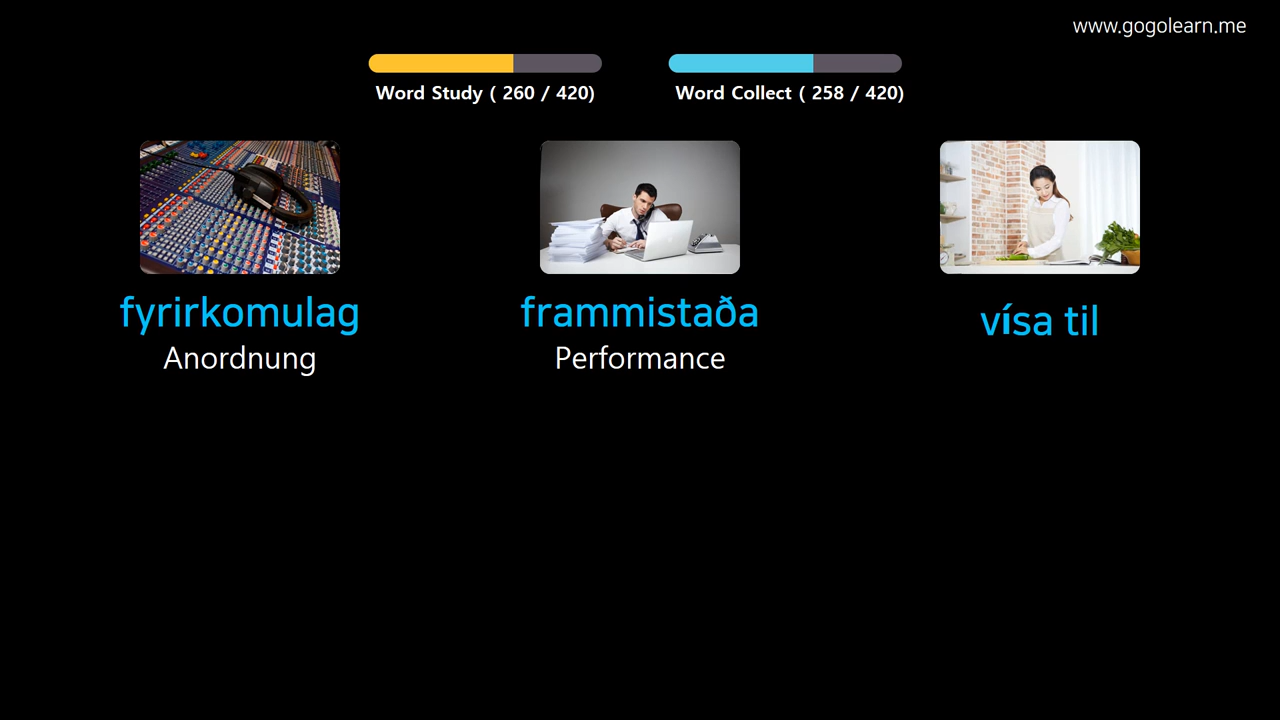 www.gogolearn.me
Word Study ( 260 / 420)
Word Collect ( 258 / 420)
fyrirkomulag
Anordnung
frammistaða
Performance
vísa til